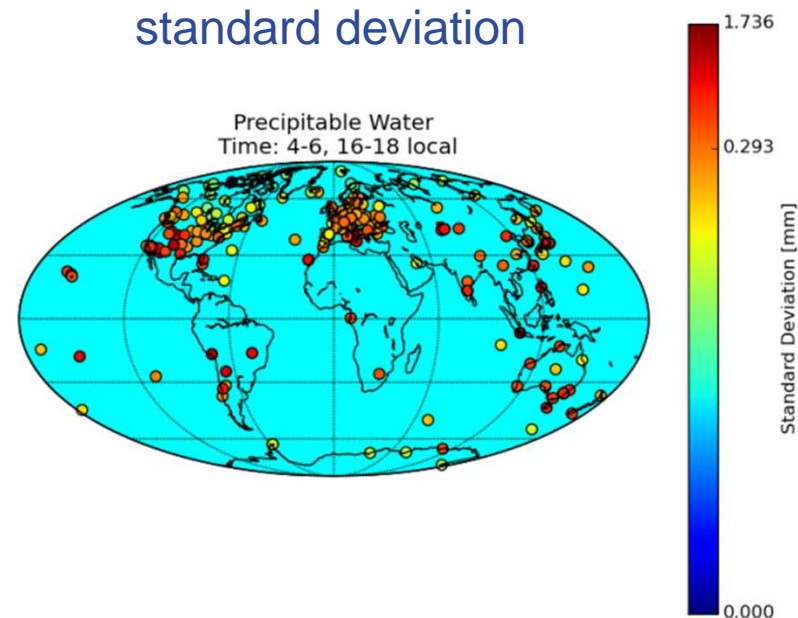 standard deviation
Precipitable Water
Time: 4-6, 16-18 local
1.736
0.293
0.000
Standard Deviation [mm]